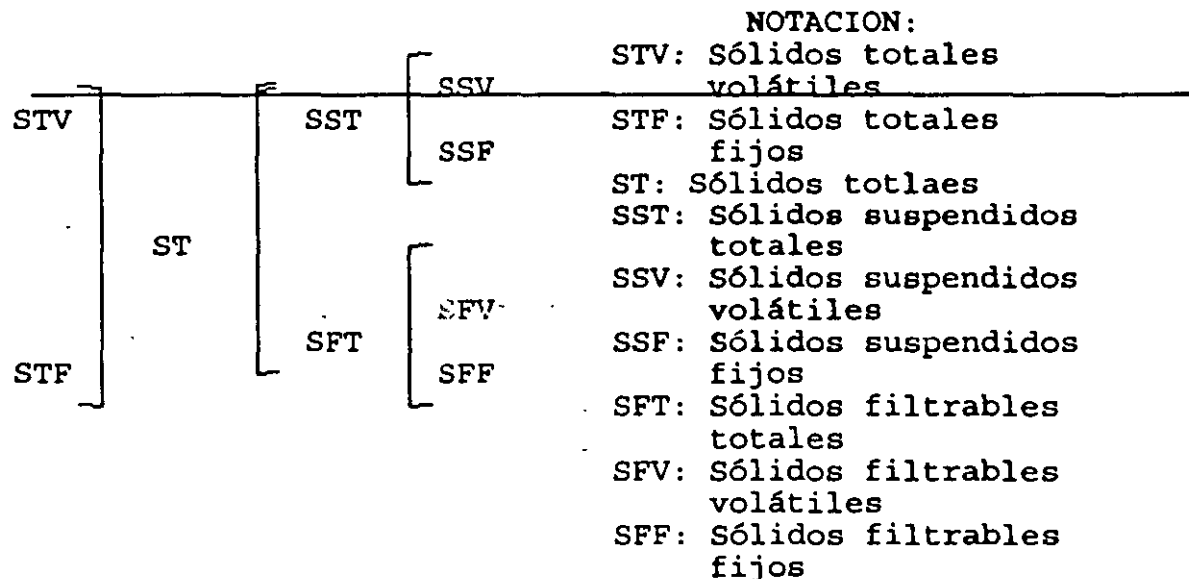 NOTACION:
STV: Sólidos totales
volátiles
STF: Sólidos totales
fijos
ST: Sólidos totlaes
SST: Sólidos suspendidos
totales
SSV: Sólidos suspendidos
volátiles
SSF: Sólidos suspendidos
fijos
SFT: Sólidos filtrables
totales
SFV: Sólidos filtrables
volátiles
SFF: Sólidos filtrables
fijos
STV
STF
ST
SST
SFT
SSV
SSF
SFV
SFF